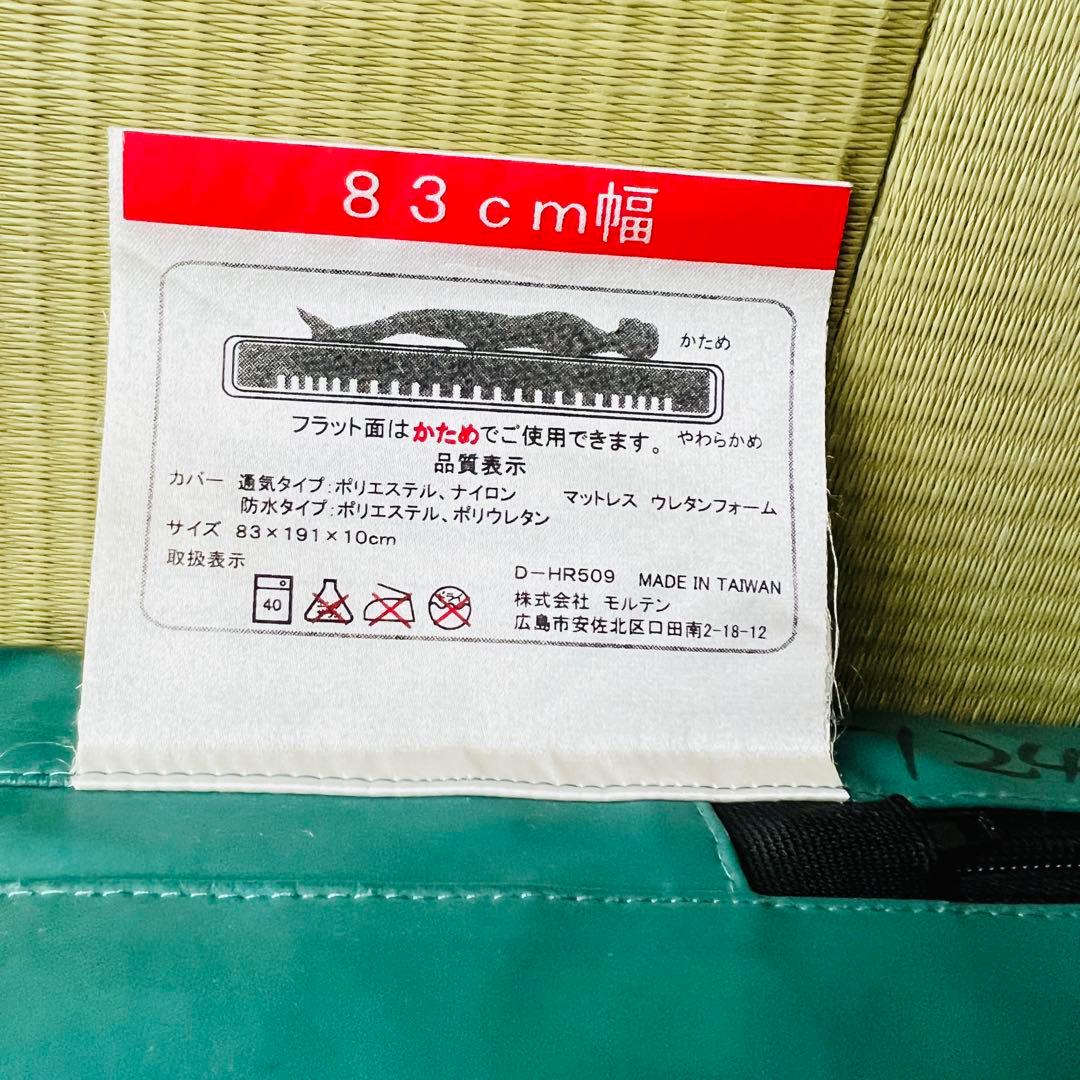 ８３ｃｍ幅
かため
フラット面はかためでご使用できます。 やわらかめ
品質表示
カバー 通気タイプ:ポリエステル、ナイロン マットレス ウレタンフォーム
防水タイプ:ポリエステル、ポリウレタン
サイズ 83×191×10cm
取扱表示
40
D-HR509 MADE IN TAIWAN
株式会社 モルテン
広島市安佐北区口田南2-18-12
124